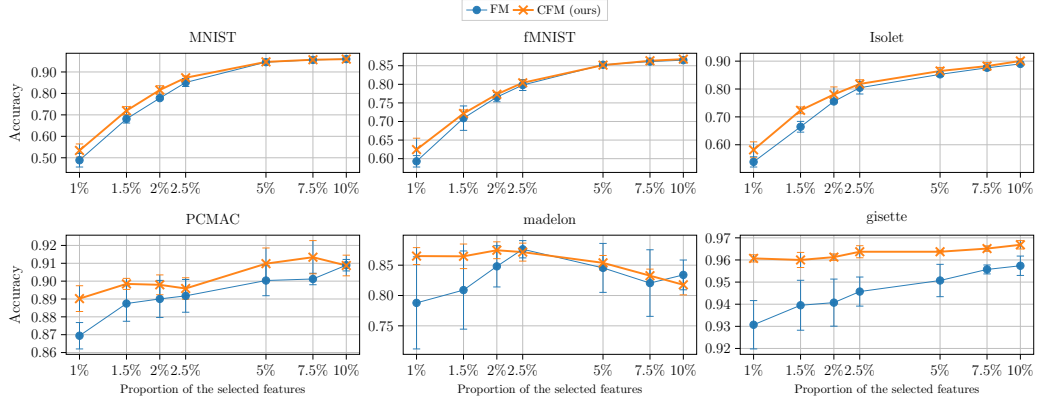 FM CFM (ours)
MNIST fMNIST Isolet
Accuracy
0.90
0.80
0.70
0.60
0.50
1% 1.5% 2% 2.5% 5% 7.5% 10%
0.85
0.80
0.75
0.70
0.65
0.60
1% 1.5% 2% 2.5% 5% 7.5% 10%
0.90
0.80
0.70
0.60
1% 1.5% 2% 2.5% 5% 7.5% 10%
PCMAC madelon gisette
Accuracy
0.92
0.91
0.90
0.89
0.88
0.87
0.86
1% 1.5% 2% 2.5% 5% 7.5% 10%
Proportion of the selected features
0.85
0.80
0.75
1% 1.5% 2% 2.5% 5% 7.5% 10%
Proportion of the selected features
0.97
0.96
0.95
0.94
0.93
0.92
1% 1.5% 2% 2.5% 5% 7.5% 10%
Proportion of the selected features